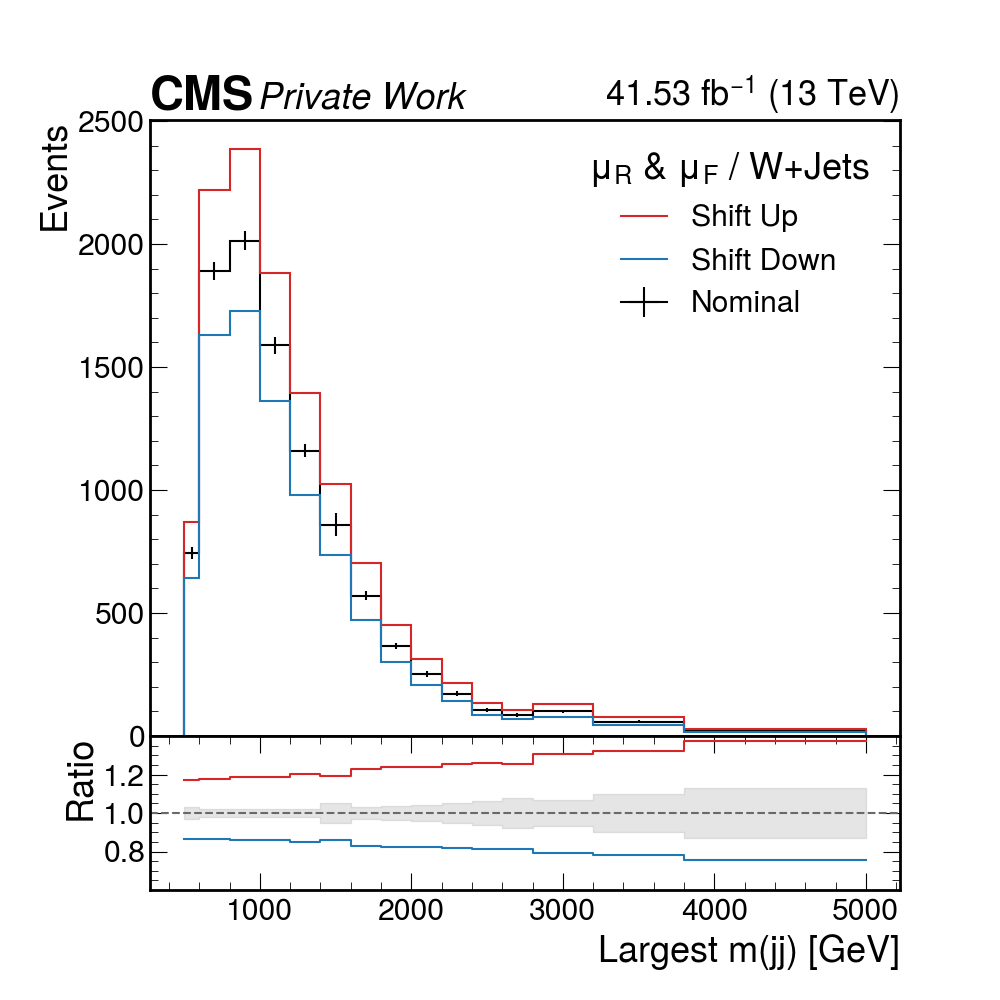 CMS Private Work 41.53 fb⁻¹ (13 TeV)
Events
2500
2000
1500
1000
500
0
μR & μF / W+Jets
Shift Up
Shift Down
Nominal
Ratio
1.2
1.0
0.8
1000 2000 3000 4000 5000
Largest m(jj) [GeV]